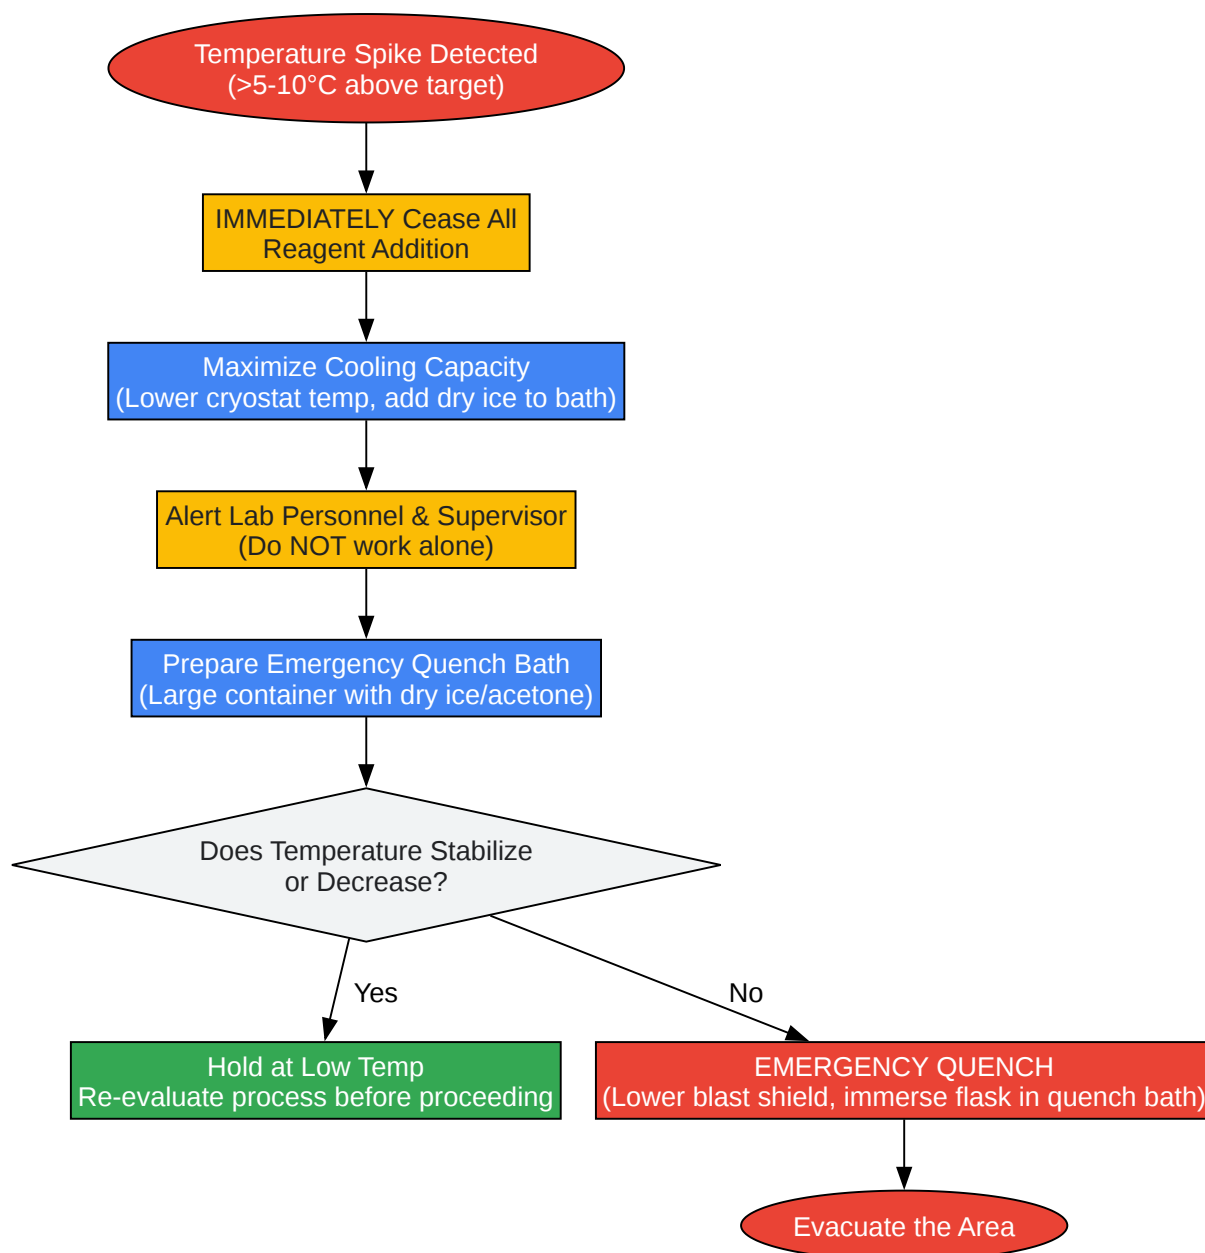 Temperature Spike Detected
(>5-10°C above target)
IMMEDIATELY Cease All
Reagent Addition
Maximize Cooling Capacity
(Lower cryostat temp, add dry ice to bath)
Alert Lab Personnel & Supervisor
(Do NOT work alone)
Prepare Emergency Quench Bath
(Large container with dry ice/acetone)
Does Temperature Stabilize
or Decrease?
Yes
No
Hold at Low Temp
Re-evaluate process before proceeding
EMERGENCY QUENCH
(Lower blast shield, immerse flask in quench bath)
Evacuate the Area